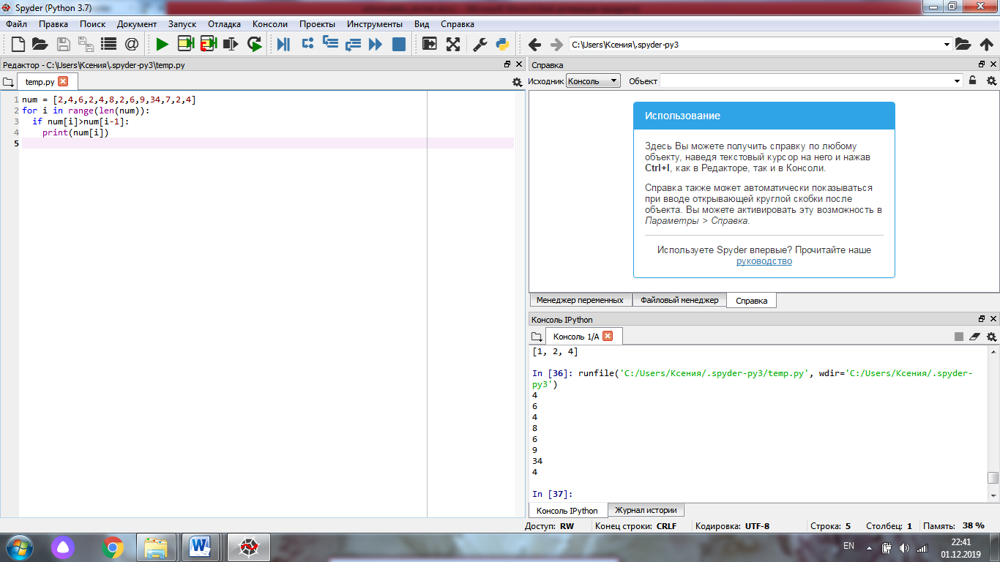 Spyder (Python 3.7)
Файл Правка Поиск Документ Запуск Отладка Консоли Проекты Инструменты Вид Справка
C:\Users\Ксения\.spyder-py3
Редактор - C:\Users\Ксения\.spyder-py3\temp.py
temp.py
1 num = [2,4,6,2,4,8,2,6,9,34,7,2,4]
2 for i in range(len(num)):
3 if num[i]>num[i-1]:
4 print(num[i])
5
Справка
Исходник Консоль Объект
Использование
Здесь Вы можете получить справку по любому
объекту, наведя текстовый курсор на него и нажав
Ctrl+I, как в Редакторе, так и в Консоли.
Справка также может автоматически показываться
при вводе открывающей круглой скобки после
объекта. Вы можете активировать эту возможность в
Параметры > Справка.
Используете Spyder впервые? Прочитайте наше
руководство
Менеджер переменных Файловый менеджер Справка
Консоль IPython
Консоль 1/A
[1, 2, 4]
In [36]: runfile('C:/Users/Ксения/.spyder-py3/temp.py', wdir='C:/Users/Ксения/.spyder-
py3')
4
6
4
8
6
9
34
4
In [37]:
Консоль IPython Журнал истории
Доступ: RW Конец строки: CRLF Кодировка: UTF-8 Строка: 5 Столбец: 1 Память: 38 %
EN 22:41
01.12.2019